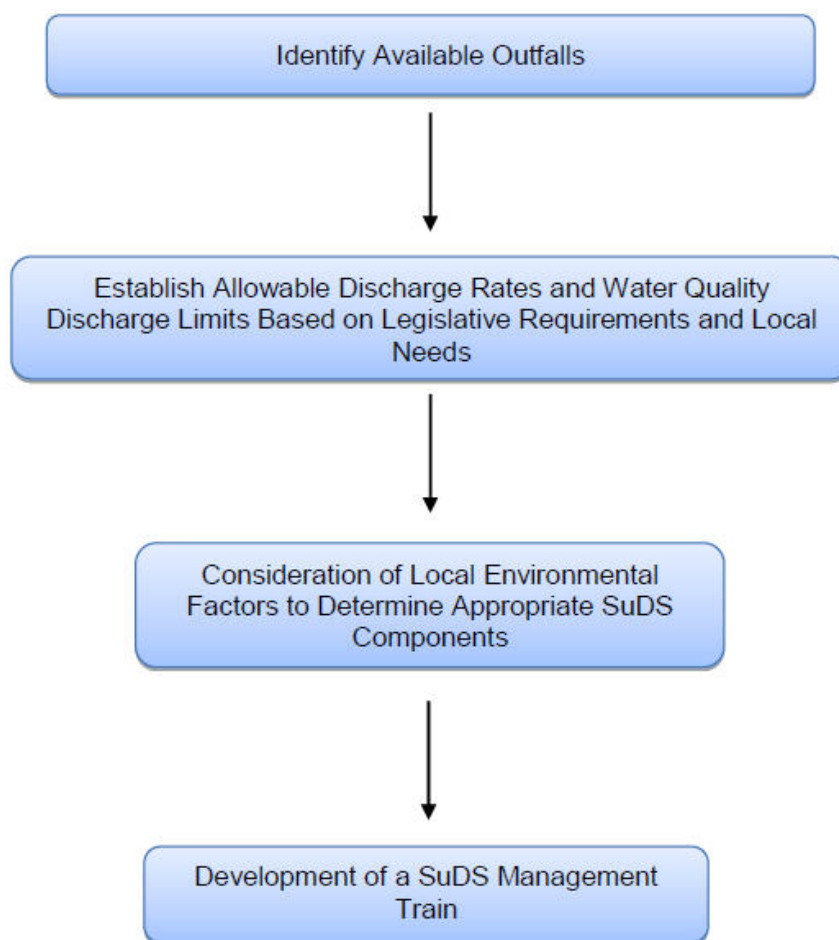 Identify Available Outfalls
Establish Allowable Discharge Rates and Water Quality
Discharge Limits Based on Legislative Requirements and Local
Needs
Consideration of Local Environmental
Factors to Determine Appropriate SuDS
Components
Development of a SuDS Management
Train